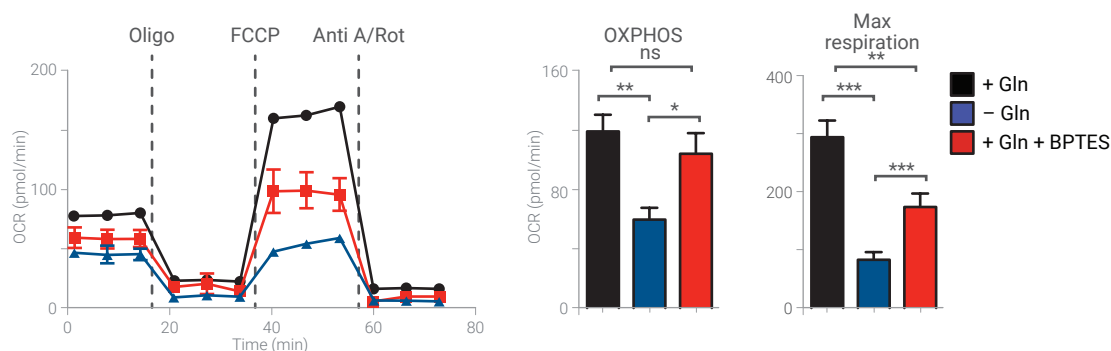 Oligo
FCCP
Anti A/Rot
200
100
0
OCR (pmol/min)
0
20
40
60
80
Time (min)
OXPHOS
ns
**
*
160
80
0
OCR (pmol/min)
Max
respiration
**
***
***
400
200
0
+ Gln
– Gln
+ Gln + BPTES